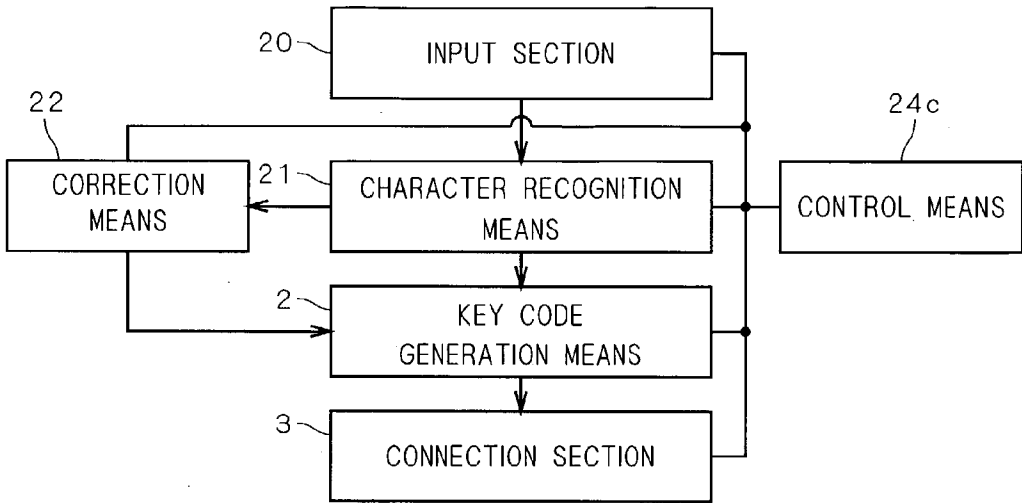 20
INPUT SECTION
22
24c
CORRECTION
MEANS
21
CHARACTER RECOGNITION
MEANS
CONTROL MEANS
2
KEY CODE
GENERATION MEANS
3
CONNECTION SECTION